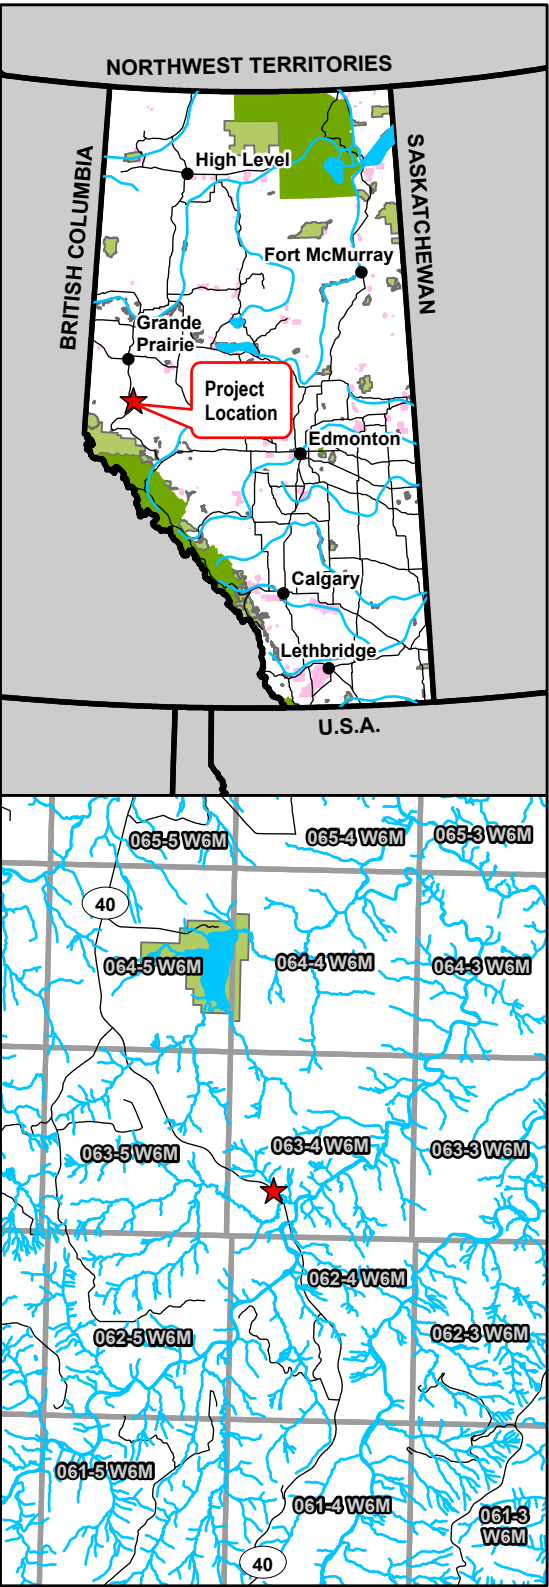 NORTHWEST TERRITORIES
BRITISH COLUMBIA
SASKATCHEWAN
High Level
Fort McMurray
Grande
Prairie
Project
Location
Edmonton
Calgary
Lethbridge
U.S.A.
065-5 W6M
065-4 W6M
065-3 W6M
40
064-5 W6M
064-4 W6M
064-3 W6M
063-5 W6M
063-4 W6M
063-3 W6M
062-4 W6M
062-5 W6M
062-3 W6M
061-5 W6M
061-4 W6M
061-3
W6M
40